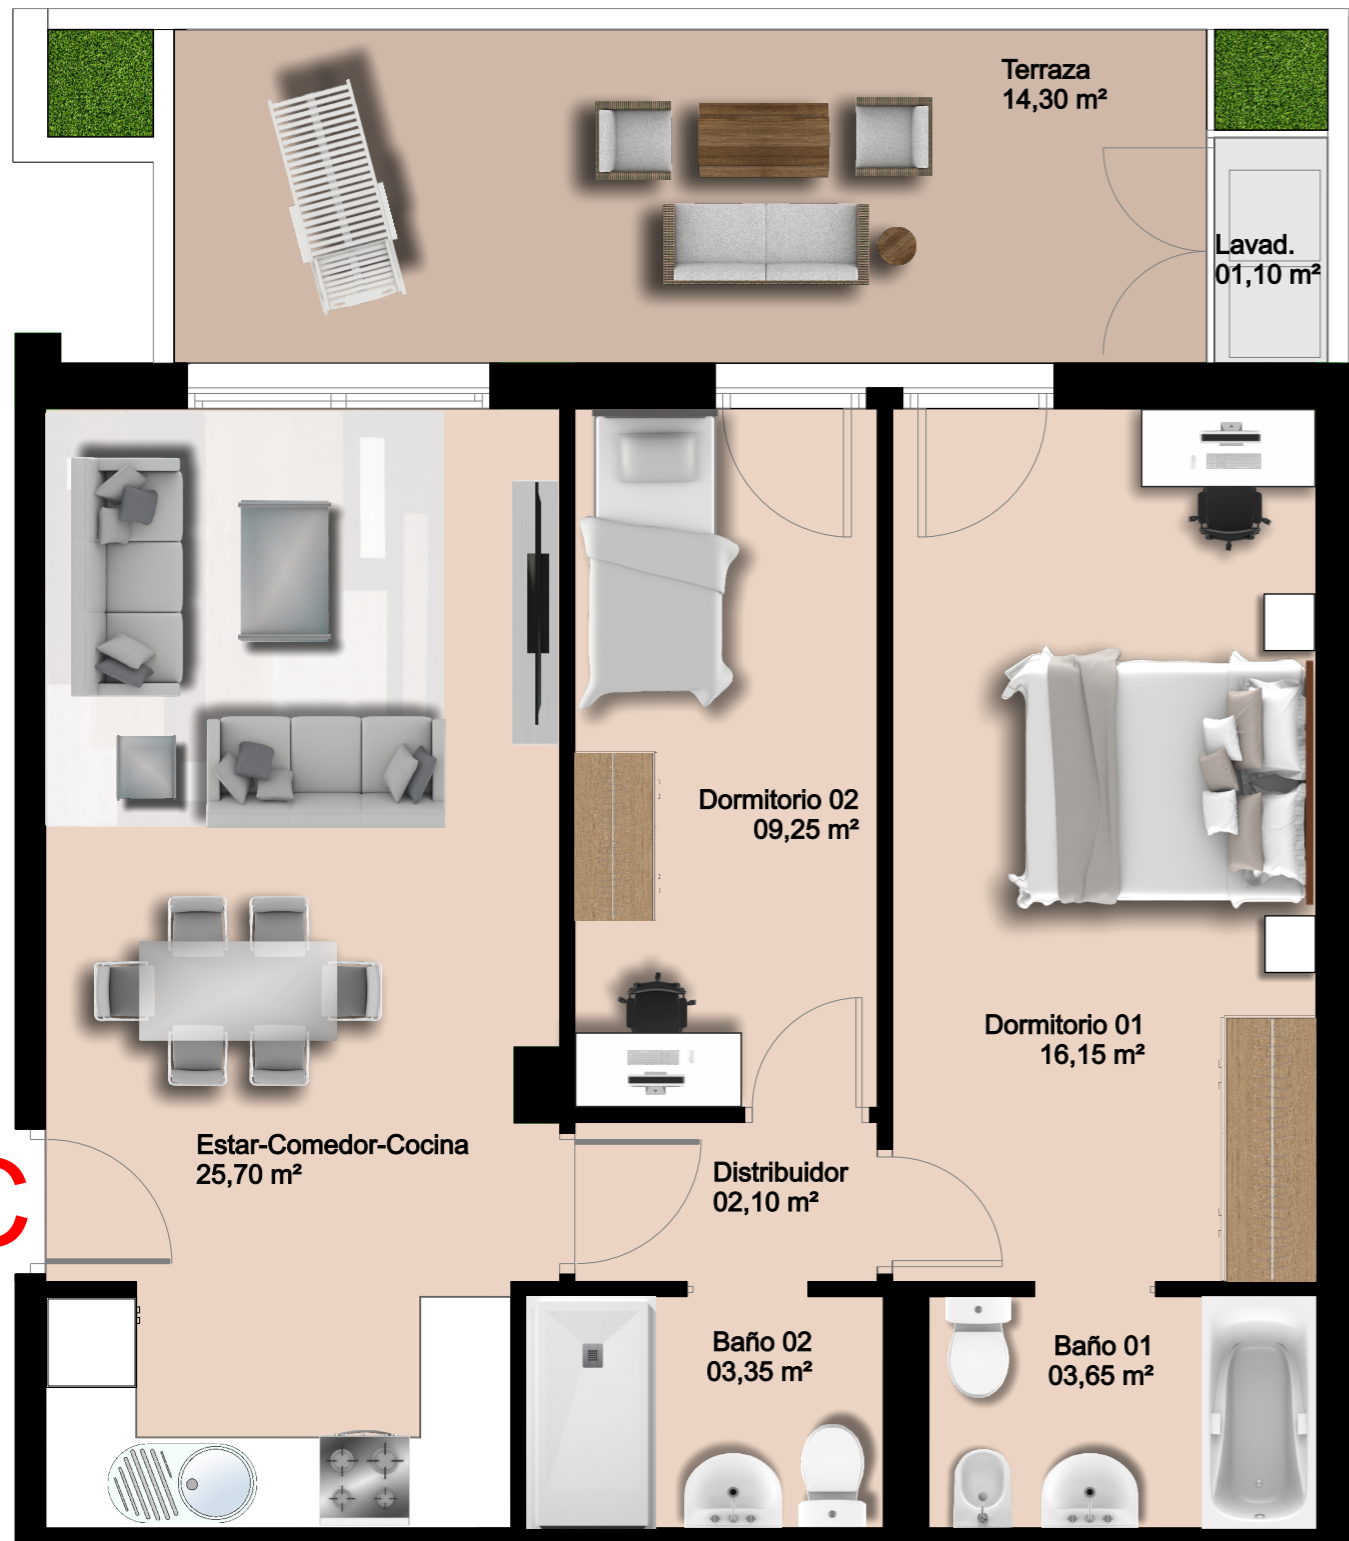 Terraza
14,30 m²
Lavad.
01,10 m²
Dormitorio 02
09,25 m²
Dormitorio 01
16,15 m²
Estar-Comedor-Cocina
25,70 m²
Distribuidor
02,10 m²
C
Baño 02
03,35 m²
Baño 01
03,65 m²